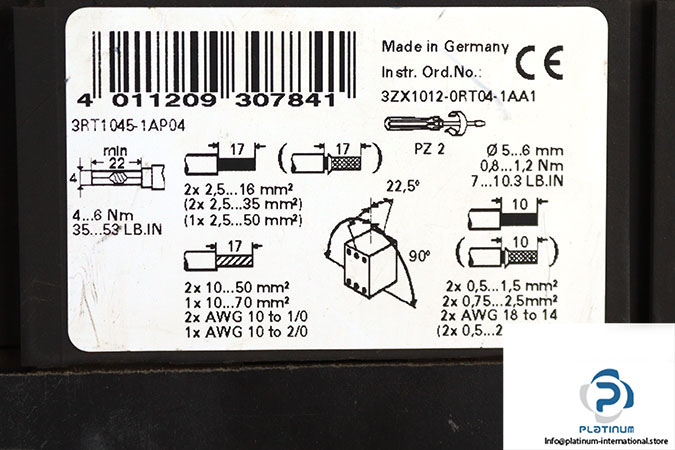 4 011209 307841
Made in Germany
Instr. Ord.No.:
CE
3ZX1012-0RT04-1AA1
3RT1045-1AP04
PZ 2
Ø 5...6 mm
0,8...1,2 Nm
7...10.3 LB.IN
min
22
4
4...6 Nm
35...53 LB.IN
17
17
2x 2,5...16 mm²
(2x 2,5...35 mm²)
(1x 2,5...50 mm²)
17
2x 10...50 mm²
1x 10...70 mm²
2x AWG 10 to 1/0
1x AWG 10 to 2/0
22,5°
90°
10
10
2x 0,5...1,5 mm²
2x 0,75...2,5mm²
2x AWG 18 to 14
(2x 0,5...2
PLATINUM
info@platinum-international.store